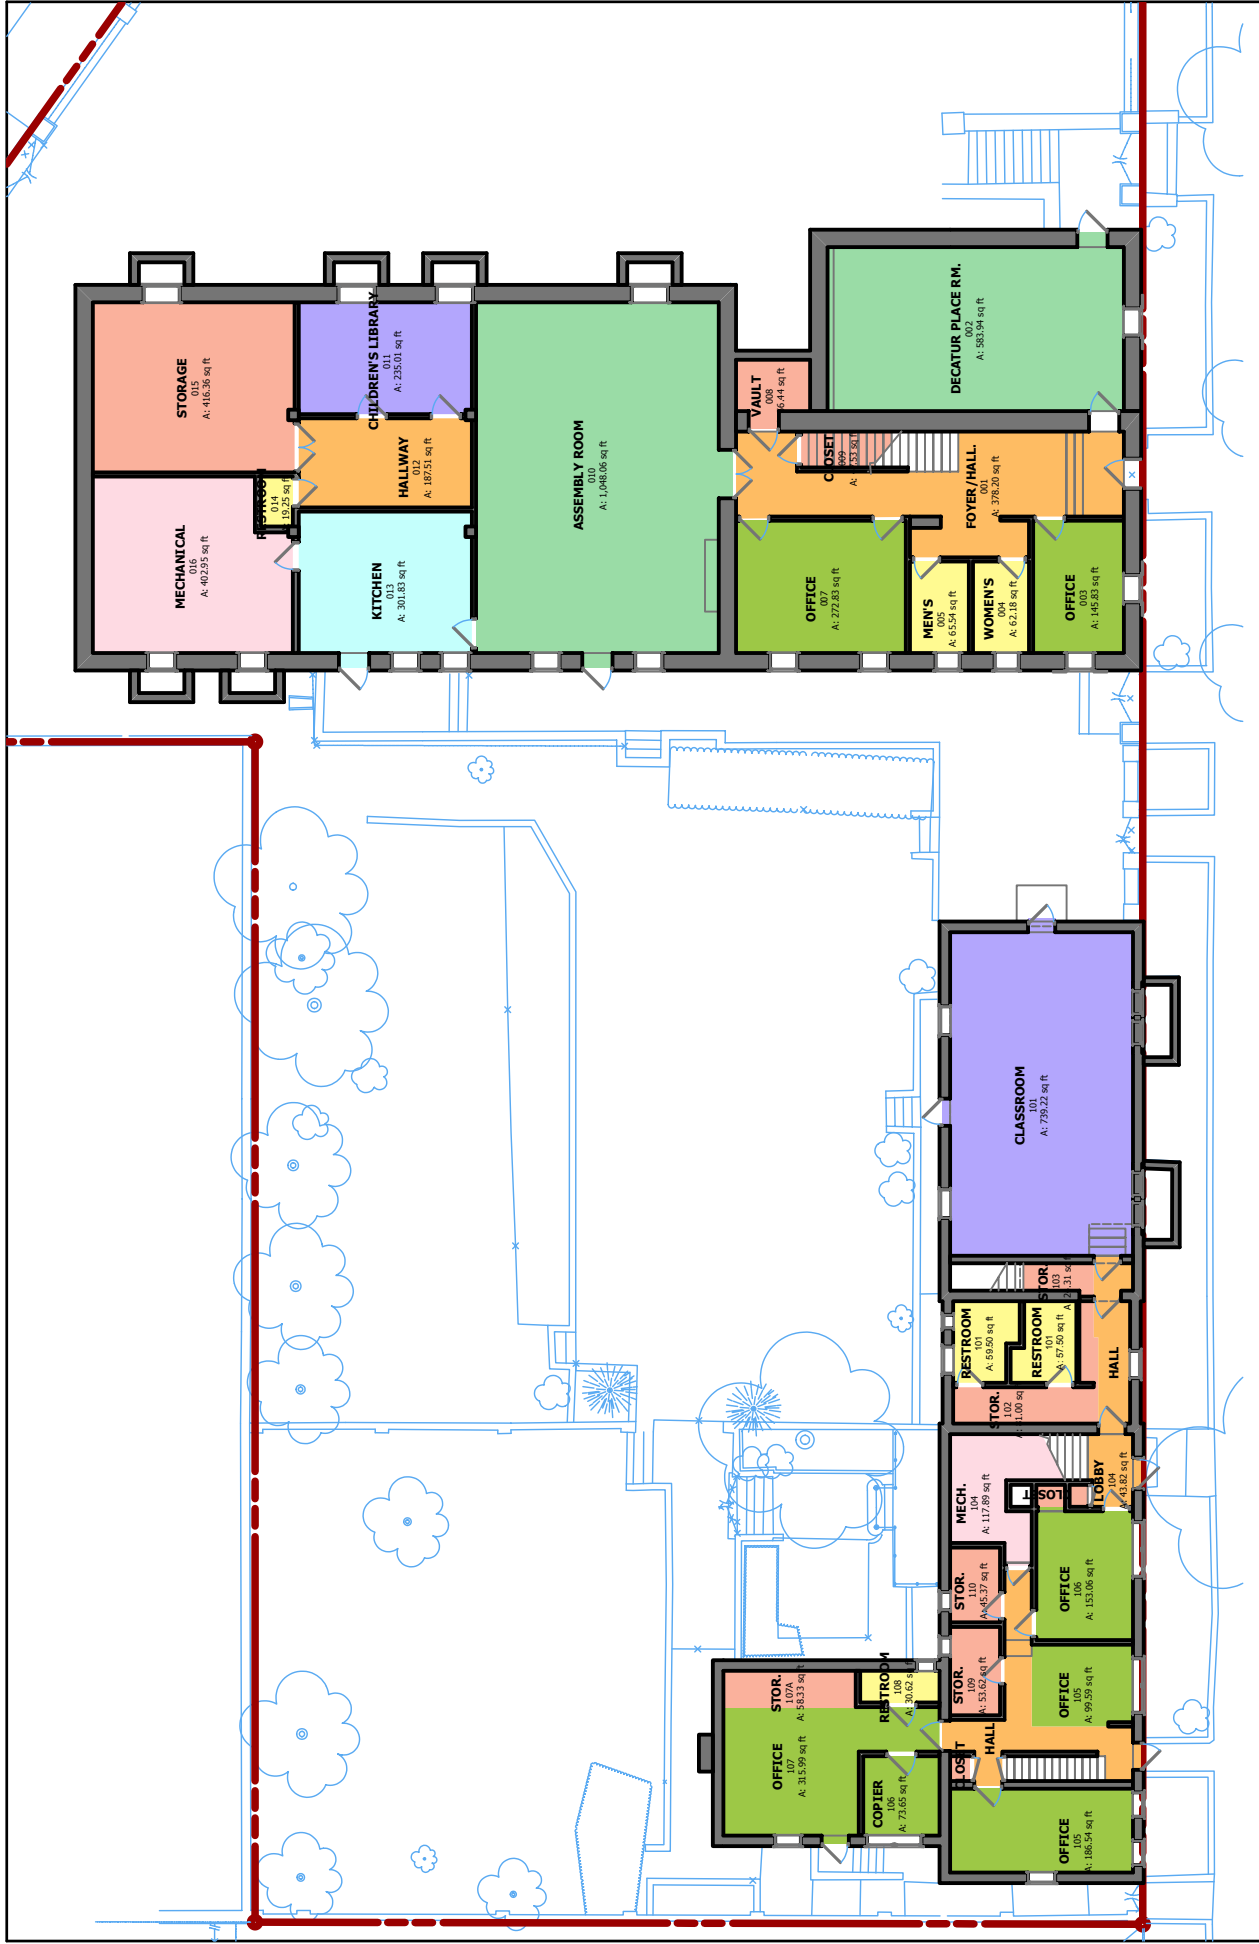 STORAGE
015
A: 416.36 sq ft
CHILDREN'S LIBRARY
011
A: 235.01 sq ft
HALLWAY
012
A: 187.51 sq ft
RESTROOM
014
A: 19.25 sq ft
MECHANICAL
016
A: 402.95 sq ft
KITCHEN
013
A: 301.83 sq ft
ASSEMBLY ROOM
010
A: 1,048.06 sq ft
VAULT
008
CLOSET
009
DECATUR PLACE RM.
002
A: 583.94 sq ft
FOYER/HALL.
001
A: 378.20 sq ft
OFFICE
007
A: 272.83 sq ft
MEN'S
005
A: 65.54 sq ft
WOMEN'S
004
A: 62.18 sq ft
OFFICE
003
A: 145.83 sq ft
CLASSROOM
101
A: 739.22 sq ft
STOR.
103
RESTROOM
101
A: 59.50 sq ft
RESTROOM
101
A: 57.50 sq ft
HALL
STOR.
102
MECH.
104
A: 117.89 sq ft
CLOSET
LOBBY
104
A: 43.82 sq ft
STOR.
110
A: 45.37 sq ft
OFFICE
106
A: 153.06 sq ft
STOR.
109
A: 53.62 sq ft
OFFICE
105
A: 99.59 sq ft
STOR.
107A
A: 58.33 sq ft
RESTROOM
108
A: 30.62 sq ft
OFFICE
107
A: 315.99 sq ft
COPIER
106
A: 73.65 sq ft
HALL
CLOSET
OFFICE
105
A: 186.54 sq ft